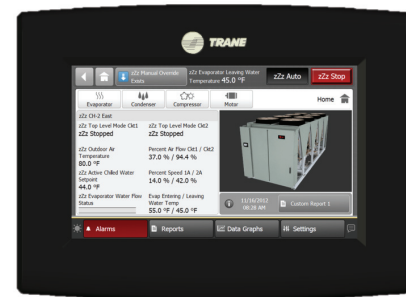 TRANE
zZz Manual Override
Exists
zZz Evaporator Leaving Water
Temperature 45.0 °F
zZz Auto
zZz Stop
Evaporator
Condenser
Compressor
Motor
Home
zZz CH-2 East
zZz Top Level Mode Ckt1
zZz Stopped
zZz Top Level Mode Ckt2
zZz Stopped
zZz Outdoor Air
Temperature
80.0 °F
Percent Air Flow Ckt1 / Ckt2
37.0 % / 94.4 %
zZz Active Chilled Water
Setpoint
44.0 °F
Percent Speed 1A / 2A
14.0 % / 42.0 %
zZz Evaporator Water Flow
Status
Evap Entering / Leaving
Water Temp
55.0 °F / 45.0 °F
11/16/2012
08:28 AM
Custom Report 1
Alarms
Reports
Data Graphs
Settings